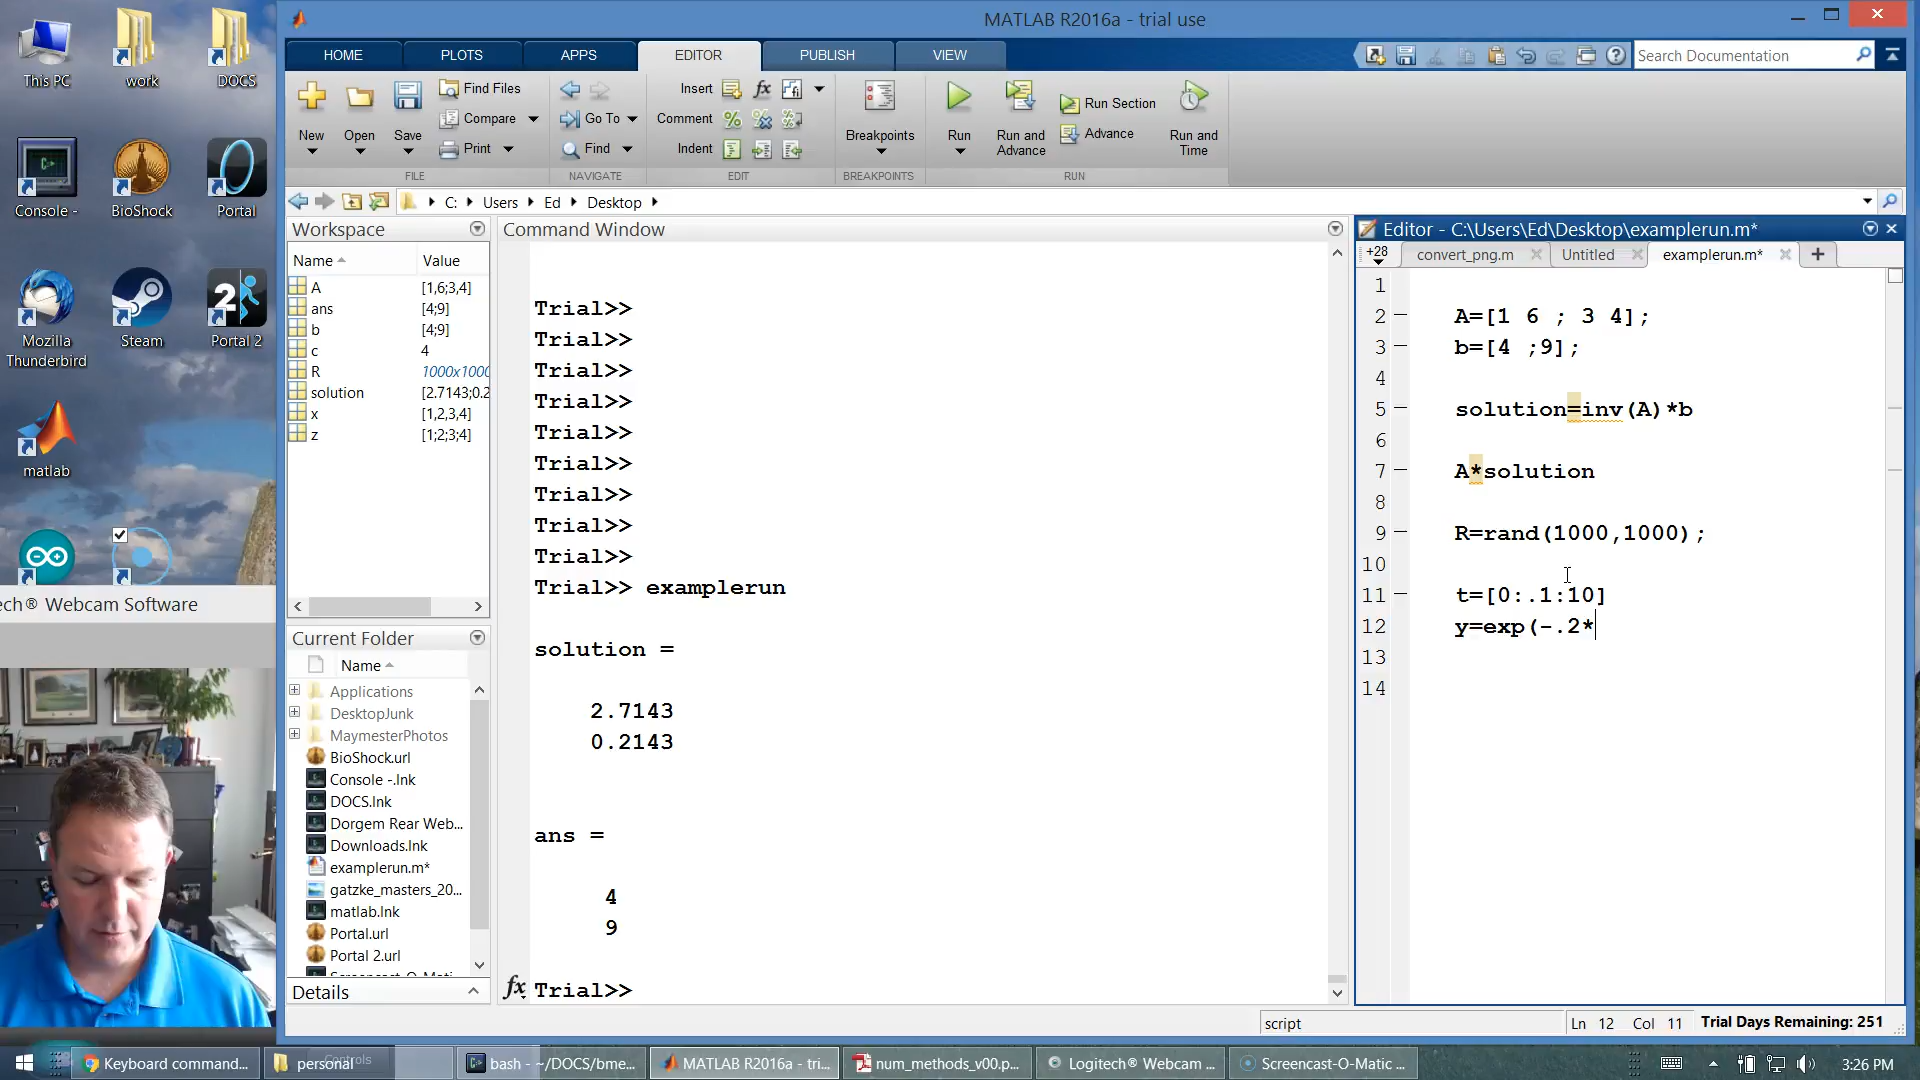 This PC
work
DOCS
Console -
BioShock
Portal
Mozilla Thunderbird
Steam
Portal 2
matlab
ech® Webcam Software
MATLAB R2016a - trial use
HOME
PLOTS
APPS
EDITOR
PUBLISH
VIEW
Search Documentation
New
Open
Save
Find Files
Compare
Print
FILE
Go To
Find
NAVIGATE
Insert
Comment
Indent
EDIT
Breakpoints
BREAKPOINTS
Run
Run and Advance
Run Section
Advance
Run and Time
RUN
C: Users Ed Desktop
Workspace
Name Value
A [1,6;3,4]
ans [4;9]
b [4;9]
c 4
R 1000x1000
solution [2.7143;0.2
x [1,2,3,4]
z [1;2;3;4]
Current Folder
Name
Applications
DesktopJunk
MaymesterPhotos
BioShock.url
Console -.lnk
DOCS.lnk
Dorgem Rear Web...
Downloads.lnk
examplerun.m*
gatzke_masters_20...
matlab.lnk
Portal.url
Portal 2.url
Details
Command Window
Trial>>
Trial>>
Trial>>
Trial>>
Trial>>
Trial>>
Trial>>
Trial>>
Trial>>
Trial>> examplerun
solution =
2.7143
0.2143
ans =
4
9
fx Trial>>
Editor - C:\Users\Ed\Desktop\examplerun.m*
+28
convert_png.m
Untitled
examplerun.m*
1
2 A=[1 6 ; 3 4];
3 b=[4 ;9];
4
5 solution=inv(A)*b
6
7 A*solution
8
9 R=rand(1000,1000);
10
11 t=[0:.1:10]
12 y=exp(-.2*
13
14
script
Ln 12 Col 11
Trial Days Remaining: 251
Keyboard command...
personal
Controls
bash - ~/DOCS/bme...
MATLAB R2016a - tri...
num_methods_v00.p...
Logitech® Webcam ...
Screencast-O-Matic ...
3:26 PM